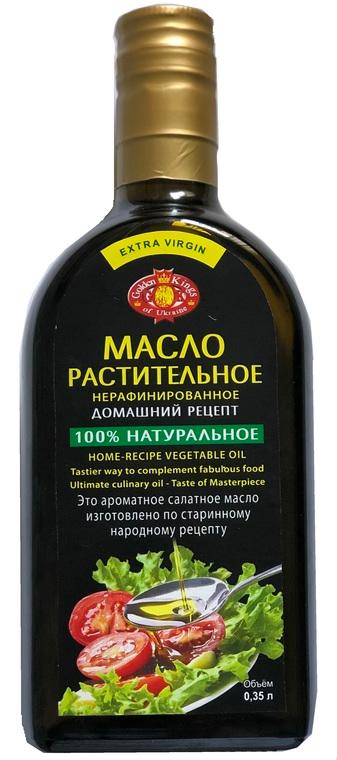 EXTRA VIRGIN
Golden Kings
of Ukraine
МАСЛО
РАСТИТЕЛЬНОЕ
НЕРАФИНИРОВАННОЕ
ДОМАШНИЙ РЕЦЕПТ
100% НАТУРАЛЬНОЕ
HOME-RECIPE VEGETABLE OIL
Tastier way to complement fabulous food
Ultimate culinary oil - Taste of Masterpiece
Это ароматное салатное масло
изготовлено по старинному
народному рецепту
Объём
0,35 л